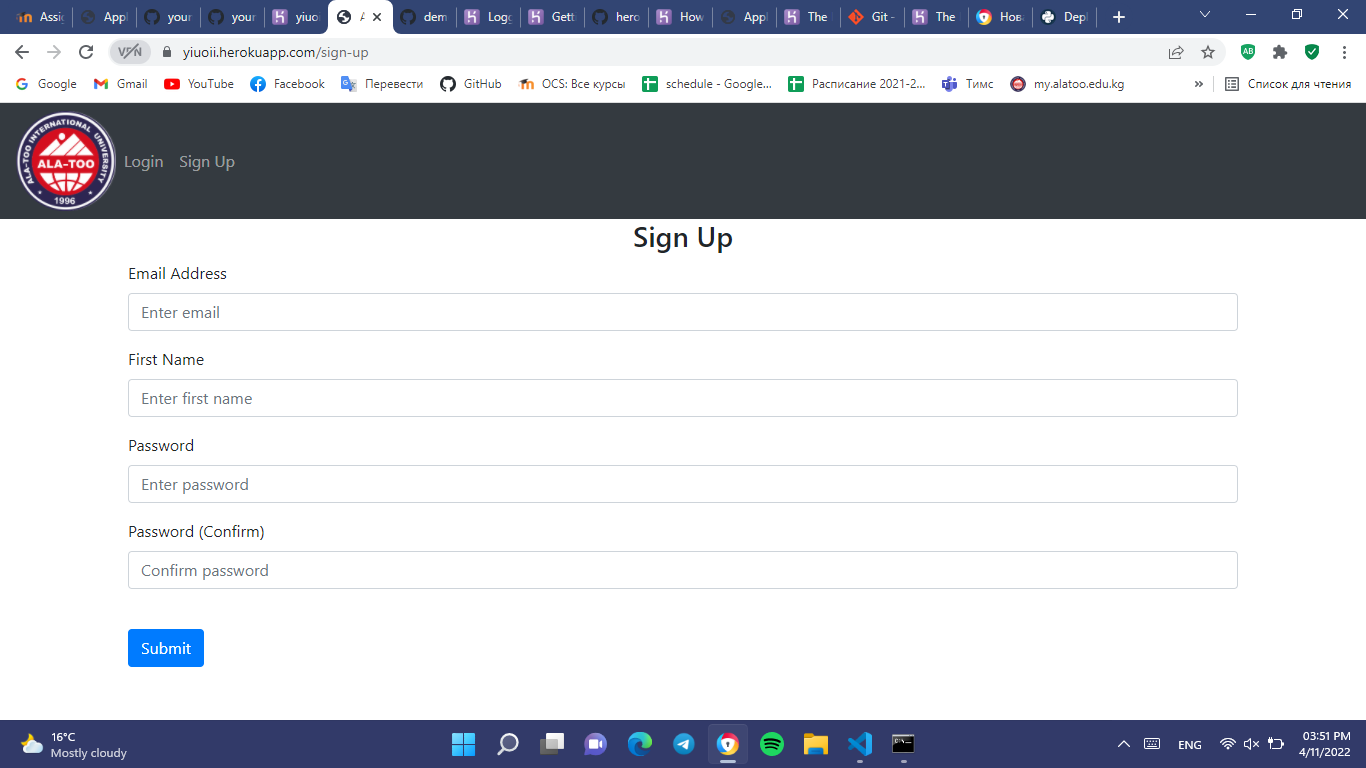 Assig
Appl
your
your
yiuoi
A
dem
Logg
Gett
hero
How
Appl
The
Git -
The
Нова
Depl
VPN
yiuoii.herokuapp.com/sign-up
Google
Gmail
YouTube
Facebook
Перевести
GitHub
OCS: Все курсы
schedule - Google...
Расписание 2021-2...
Тимс
my.alatoo.edu.kg
»
Список для чтения
ALA-TOO INTERNATIONAL UNIVERSITY
ALA-TOO
1996
Login
Sign Up
Sign Up
Email Address
Enter email
First Name
Enter first name
Password
Enter password
Password (Confirm)
Confirm password
Submit
16°C
Mostly cloudy
ENG
03:51 PM
4/11/2022